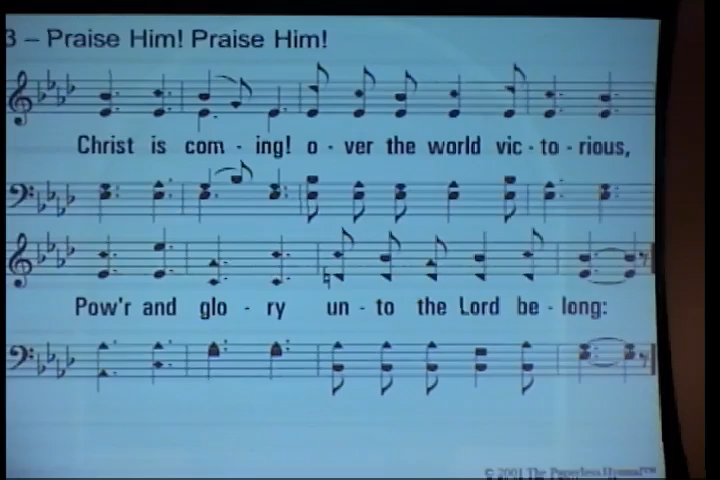 3 – Praise Him! Praise Him!
Christ is com - ing! o - ver the world vic - to - rious,
Pow'r and glo - ry un - to the Lord be - long:
© 2001 The Paperless Hymnal™